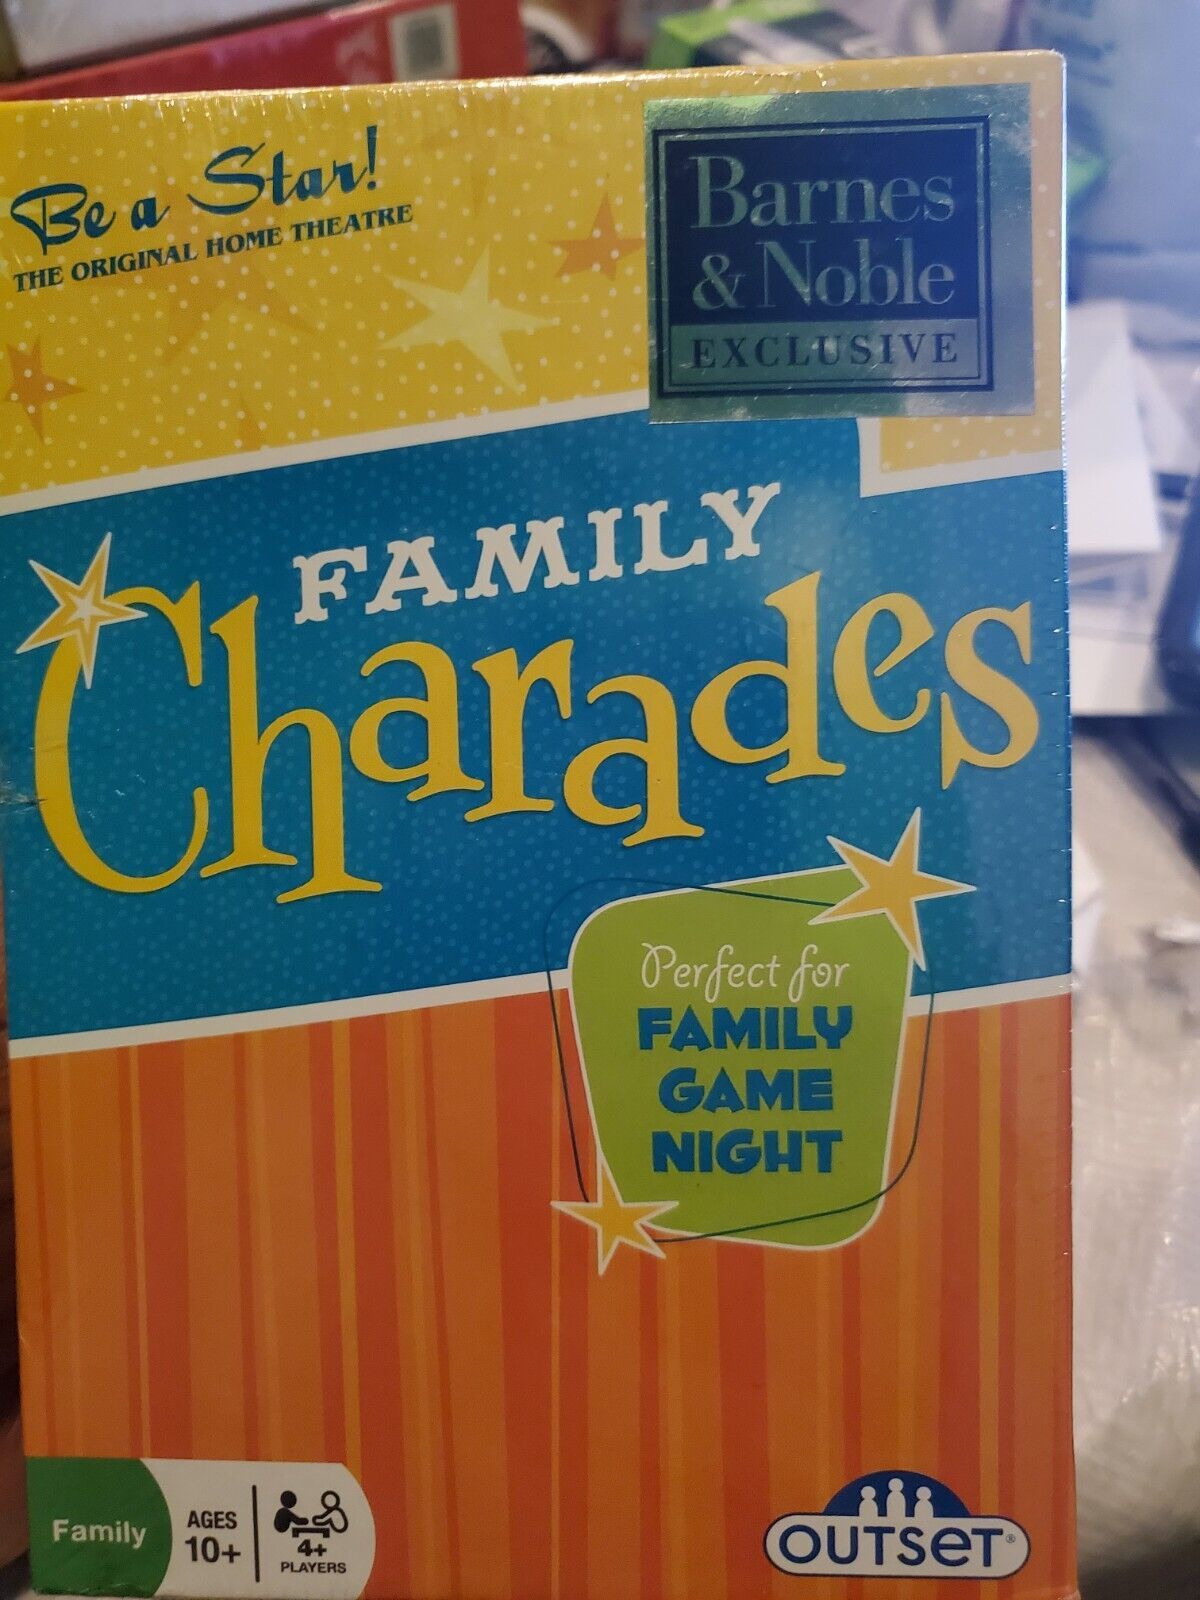 Be a Star!
THE ORIGINAL HOME THEATRE
Barnes
& Noble
EXCLUSIVE
FAMILY
Charades
Perfect for
FAMILY
GAME
NIGHT
Family
AGES
10+
4+
PLAYERS
OUTSET®